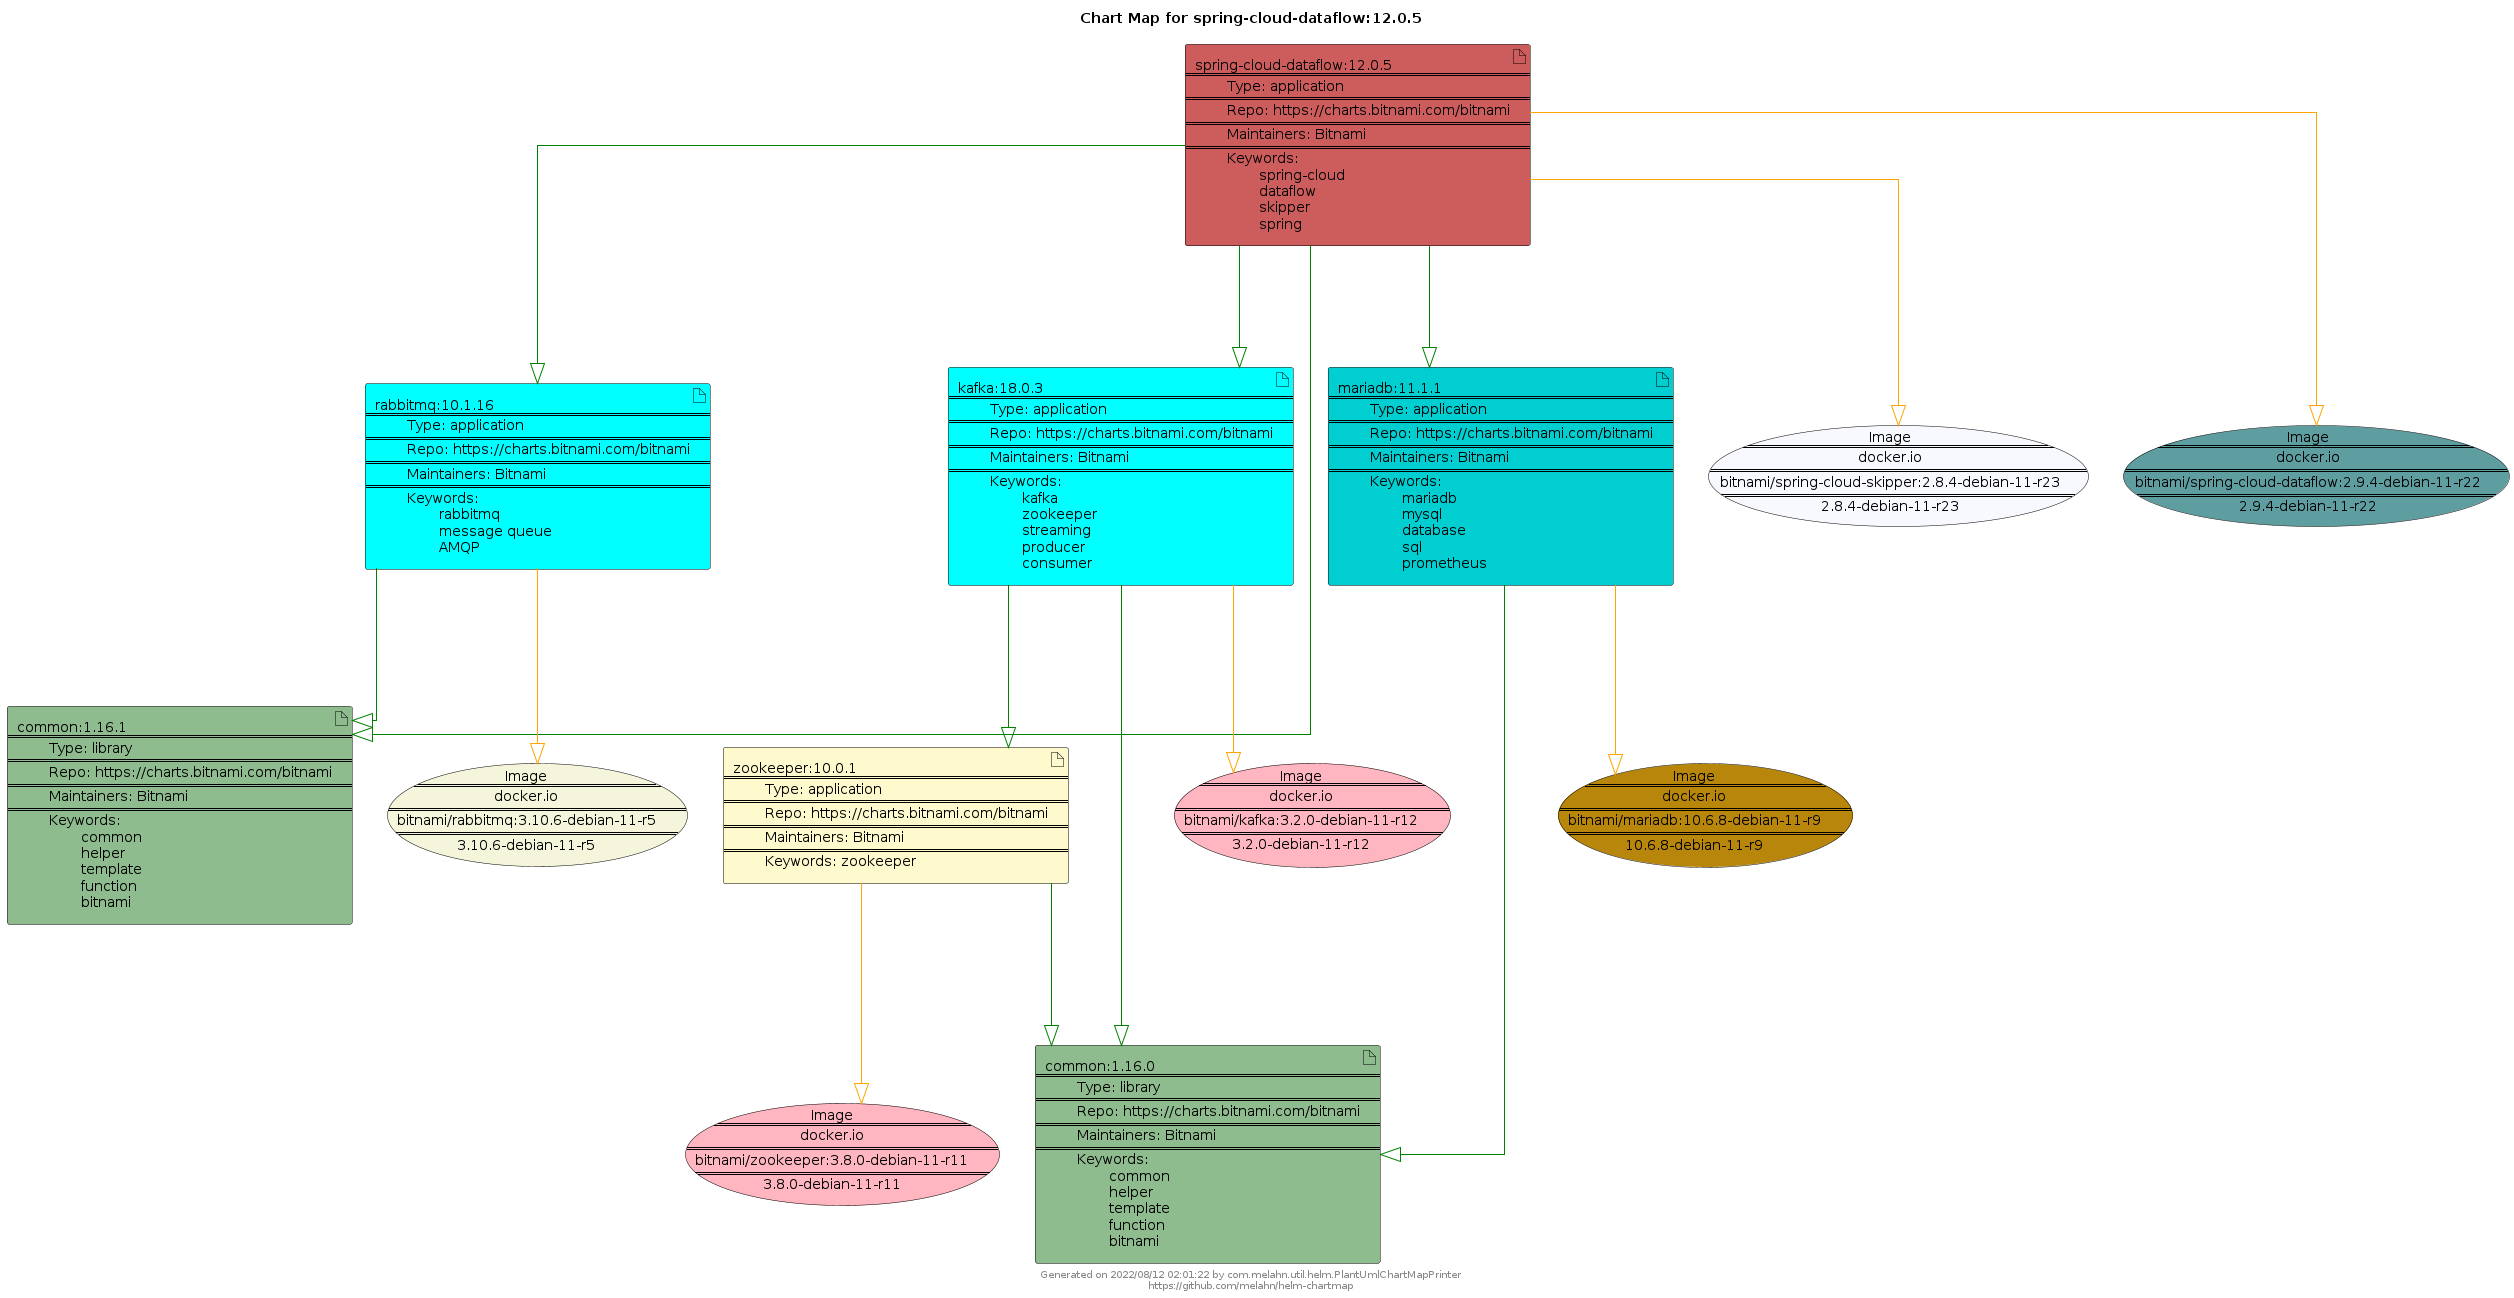 Chart Map for spring-cloud-dataflow:12.0.5
spring-cloud-dataflow:12.0.5
Type: application
Repo: https://charts.bitnami.com/bitnami
Maintainers: Bitnami
Keywords:
spring-cloud
dataflow
skipper
spring
rabbitmq:10.1.16
Type: application
Repo: https://charts.bitnami.com/bitnami
Maintainers: Bitnami
Keywords:
rabbitmq
message queue
AMQP
kafka:18.0.3
Type: application
Repo: https://charts.bitnami.com/bitnami
Maintainers: Bitnami
Keywords:
kafka
zookeeper
streaming
producer
consumer
mariadb:11.1.1
Type: application
Repo: https://charts.bitnami.com/bitnami
Maintainers: Bitnami
Keywords:
mariadb
mysql
database
sql
prometheus
Image
docker.io
bitnami/spring-cloud-skipper:2.8.4-debian-11-r23
2.8.4-debian-11-r23
Image
docker.io
bitnami/spring-cloud-dataflow:2.9.4-debian-11-r22
2.9.4-debian-11-r22
common:1.16.1
Type: library
Repo: https://charts.bitnami.com/bitnami
Maintainers: Bitnami
Keywords:
common
helper
template
function
bitnami
Image
docker.io
bitnami/rabbitmq:3.10.6-debian-11-r5
3.10.6-debian-11-r5
zookeeper:10.0.1
Type: application
Repo: https://charts.bitnami.com/bitnami
Maintainers: Bitnami
Keywords: zookeeper
Image
docker.io
bitnami/kafka:3.2.0-debian-11-r12
3.2.0-debian-11-r12
Image
docker.io
bitnami/mariadb:10.6.8-debian-11-r9
10.6.8-debian-11-r9
Image
docker.io
bitnami/zookeeper:3.8.0-debian-11-r11
3.8.0-debian-11-r11
common:1.16.0
Type: library
Repo: https://charts.bitnami.com/bitnami
Maintainers: Bitnami
Keywords:
common
helper
template
function
bitnami
Generated on 2022/08/12 02:01:22 by com.melahn.util.helm.PlantUmlChartMapPrinter
https://github.com/melahn/helm-chartmap